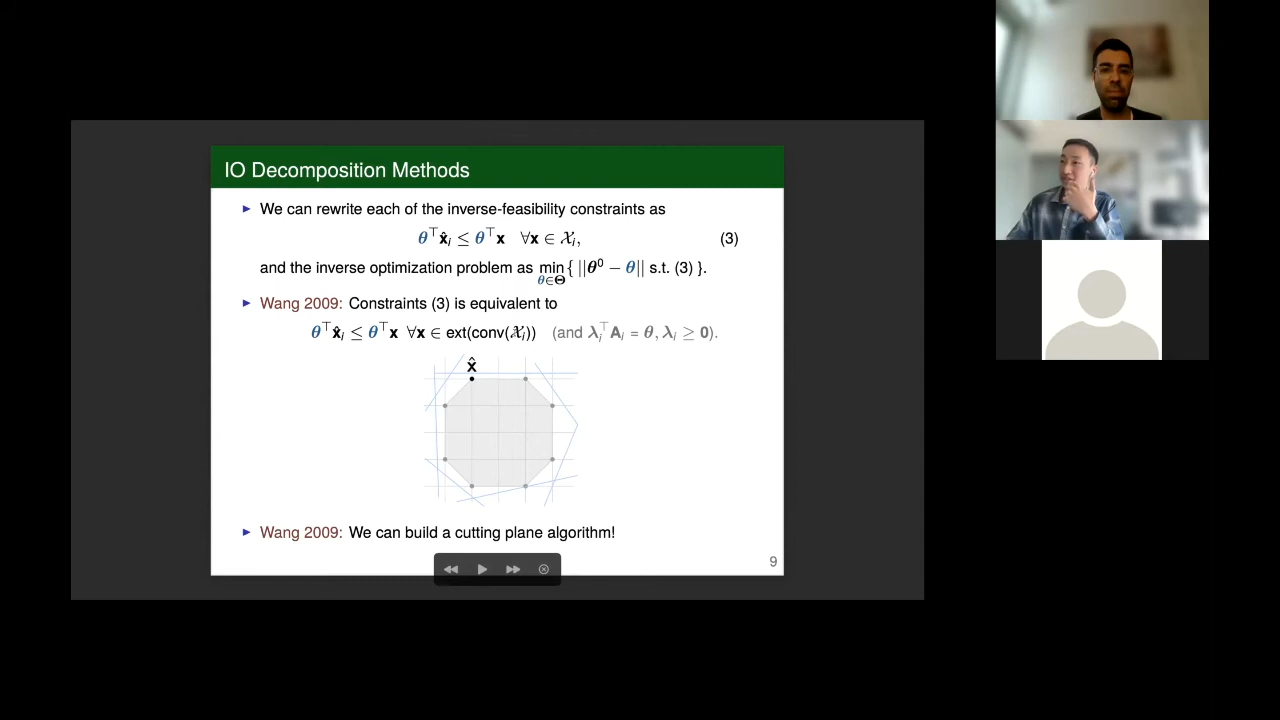 IO Decomposition Methods
► We can rewrite each of the inverse-feasibility constraints as
θ⊤x̂ᵢ ≤ θ⊤x ∀x ∈ 𝒳ᵢ, (3)
and the inverse optimization problem as min_{θ∈Θ}{ ||θ⁰ − θ|| s.t. (3) }.
► Wang 2009: Constraints (3) is equivalent to
θ⊤x̂ᵢ ≤ θ⊤x ∀x ∈ ext(conv(𝒳ᵢ)) (and λᵢ⊤Aᵢ = θ, λᵢ ≥ 0).
x̂
► Wang 2009: We can build a cutting plane algorithm!
9